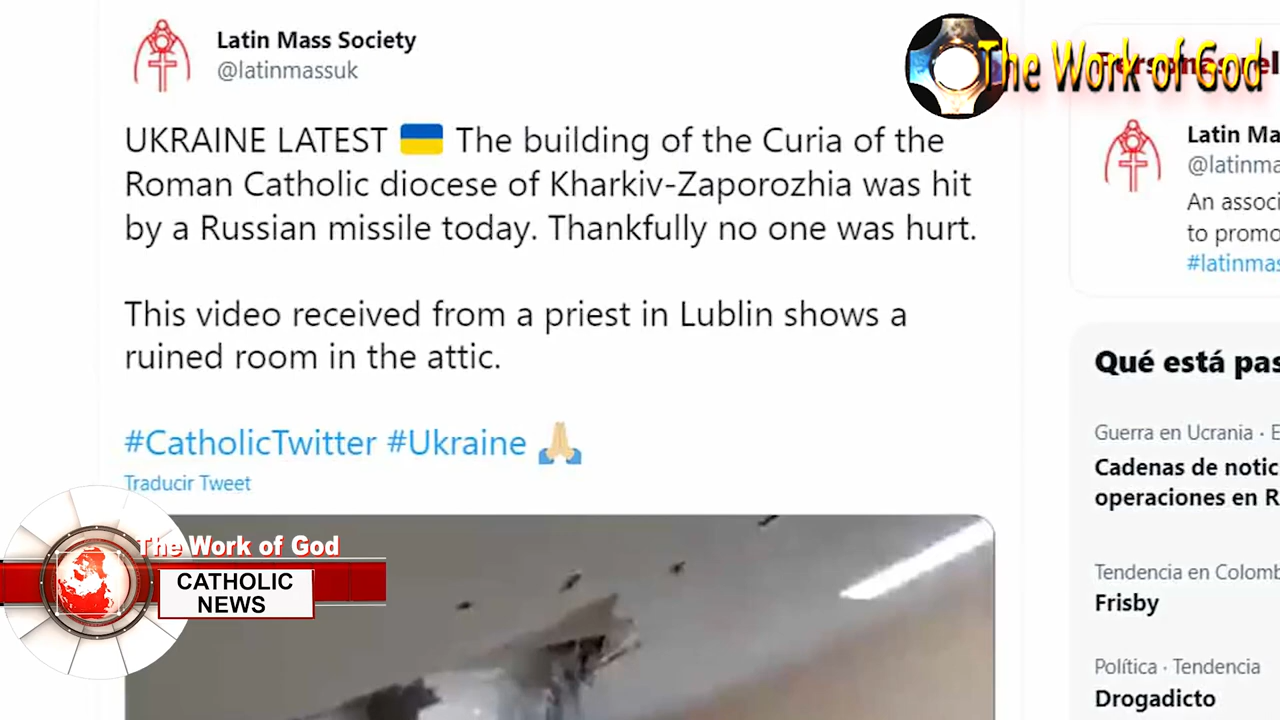 Latin Mass Society
@latinmassuk
UKRAINE LATEST 🇺🇦 The building of the Curia of the
Roman Catholic diocese of Kharkiv-Zaporozhia was hit
by a Russian missile today. Thankfully no one was hurt.
This video received from a priest in Lublin shows a
ruined room in the attic.
#CatholicTwitter #Ukraine 🙏🏼
Traducir Tweet
The Work of God
CATHOLIC
NEWS
The Work of God
Latin Ma
@latinma
An associ
to promo
#latinmas
Qué está pas
Guerra en Ucrania · E
Cadenas de notic
operaciones en R
Tendencia en Colomb
Frisby
Política · Tendencia
Drogadicto